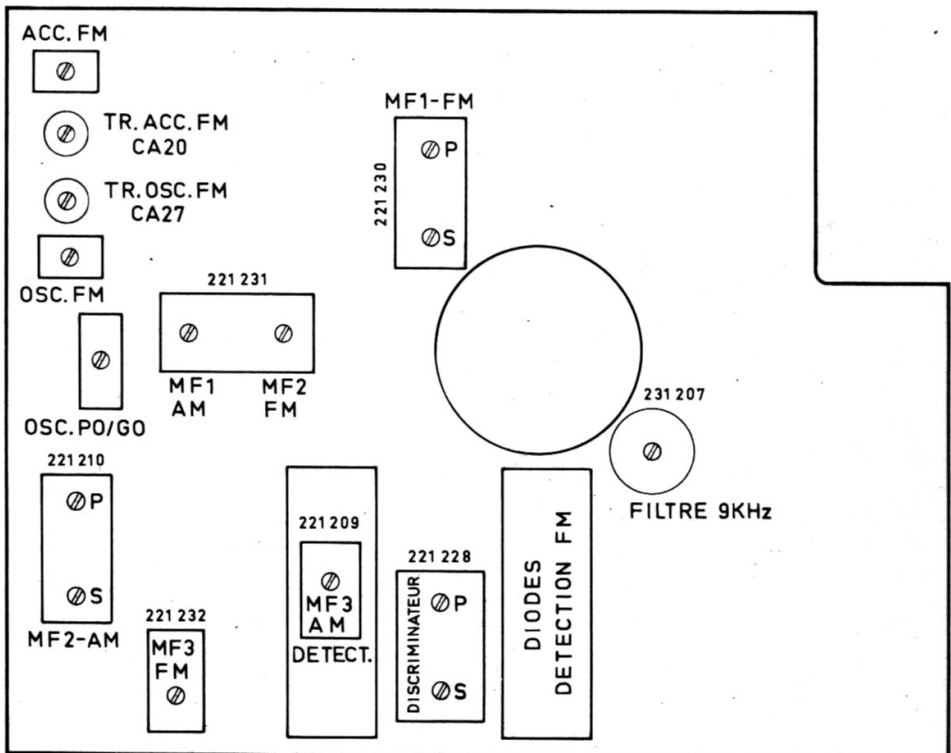 ACC. FM
TR. ACC. FM
CA20
TR. OSC. FM
CA27
OSC. FM
MF1-FM
221 230
P
S
221 231
MF1
AM
MF2
FM
OSC. PO/GO
231 207
FILTRE 9KHz
221 210
P
S
MF2-AM
221 232
MF3
FM
221 209
MF3
AM
DETECT.
221 228
DISCRIMINATEUR
P
S
DIODES
DETECTION FM